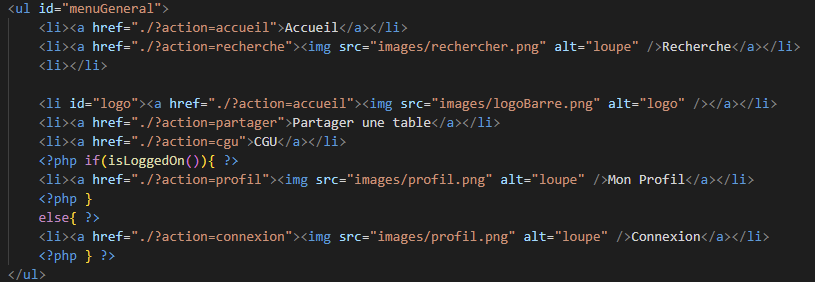 <ul id="menuGeneral">
<li><a href="./?action=accueil">Accueil</a></li>
<li><a href="./?action=recherche"><img src="images/rechercher.png" alt="loupe" />Recherche</a></li>
<li></li>
<li id="logo"><a href="./?action=accueil"><img src="images/logoBarre.png" alt="logo" /></a></li>
<li><a href="./?action=partager">Partager une table</a></li>
<li><a href="./?action=cgu">CGU</a></li>
<?php if(isLoggedOn()){ ?>
<li><a href="./?action=profil"><img src="images/profil.png" alt="loupe" />Mon Profil</a></li>
<?php }
else{ ?>
<li><a href="./?action=connexion"><img src="images/profil.png" alt="loupe" />Connexion</a></li>
<?php } ?>
</ul>